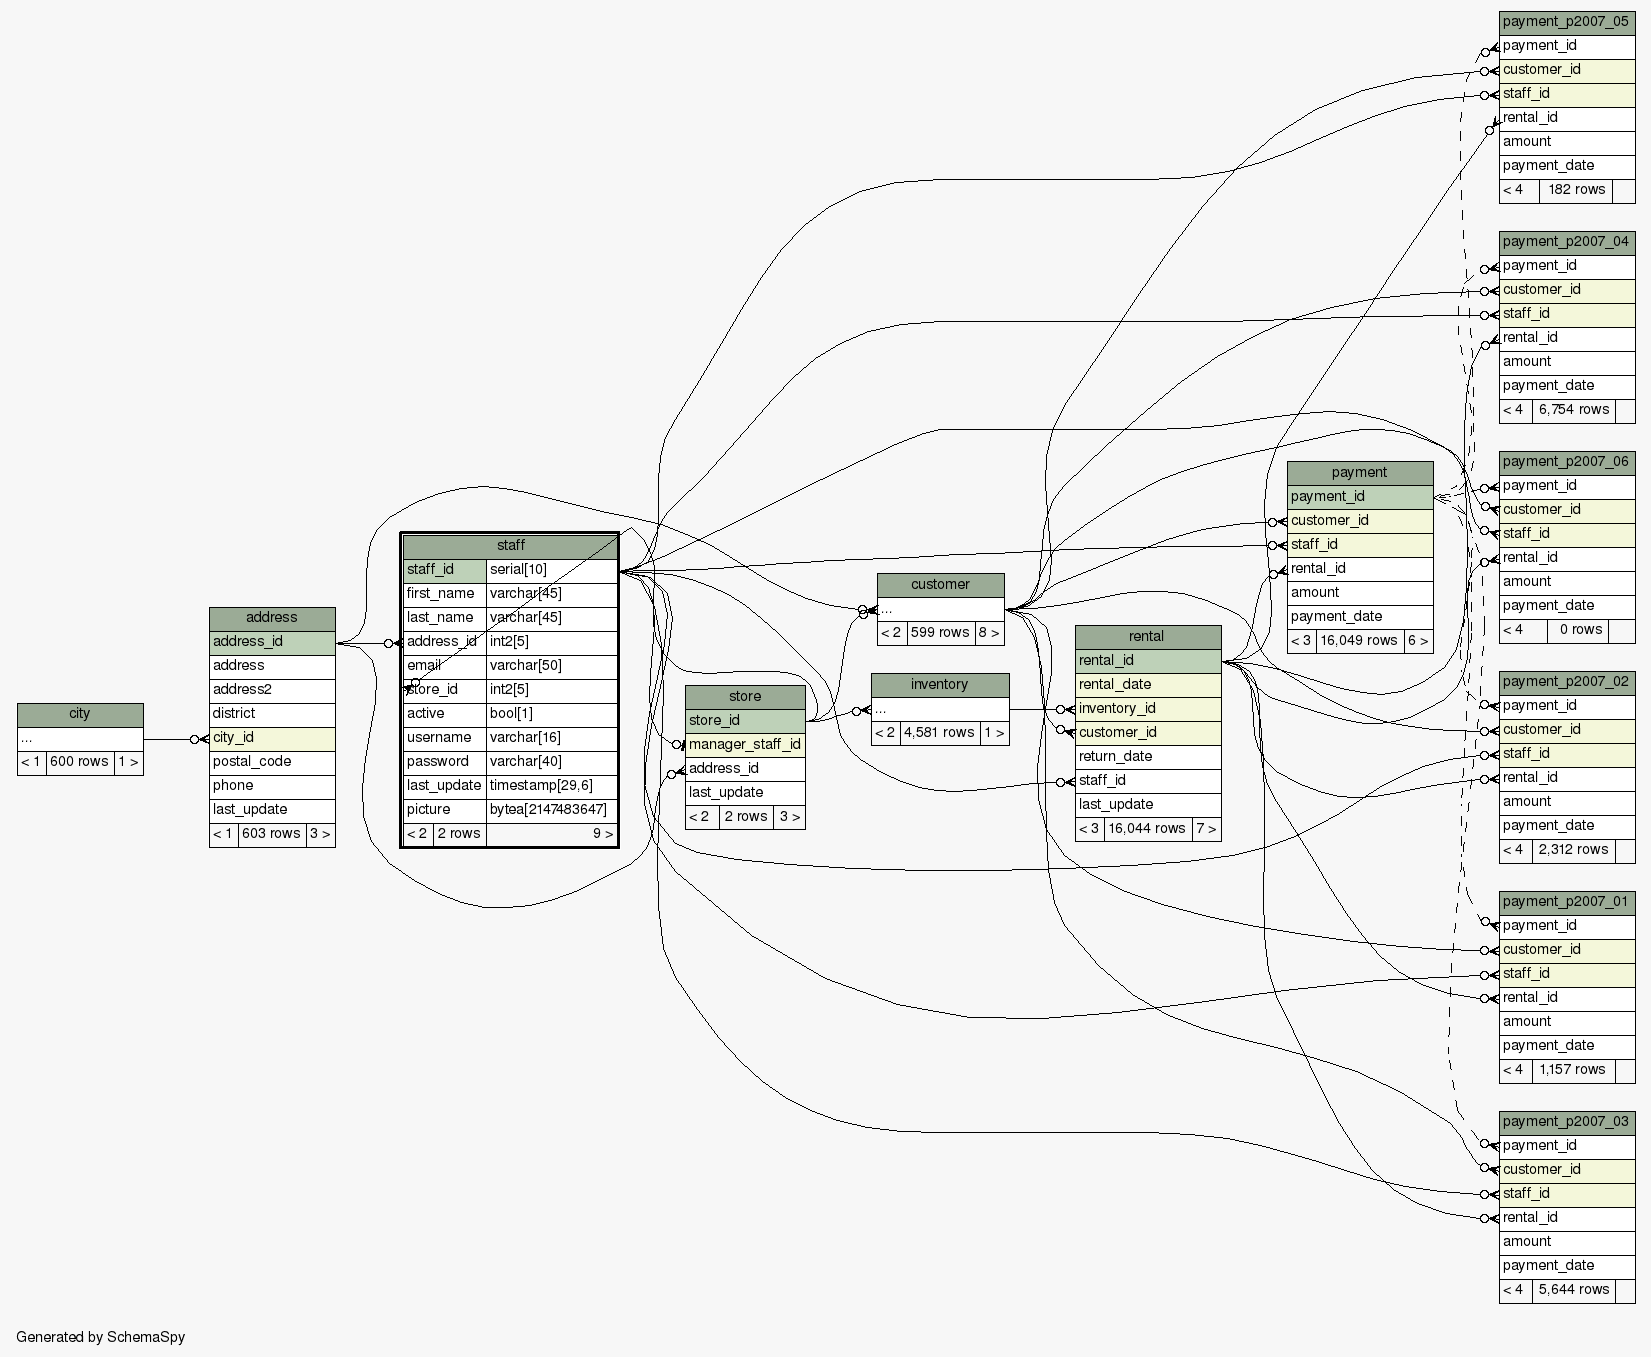 city
...
< 1 600 rows 1 >
address
address_id
address
address2
district
city_id
postal_code
phone
last_update
< 1 603 rows 3 >
staff
staff_id serial[10]
first_name varchar[45]
last_name varchar[45]
address_id int2[5]
email varchar[50]
store_id int2[5]
active bool[1]
username varchar[16]
password varchar[40]
last_update timestamp[29,6]
picture bytea[2147483647]
< 2 2 rows 9 >
store
store_id
manager_staff_id
address_id
last_update
< 2 2 rows 3 >
customer
...
< 2 599 rows 8 >
inventory
...
< 2 4,581 rows 1 >
rental
rental_id
rental_date
inventory_id
customer_id
return_date
staff_id
last_update
< 3 16,044 rows 7 >
payment
payment_id
customer_id
staff_id
rental_id
amount
payment_date
< 3 16,049 rows 6 >
payment_p2007_05
payment_id
customer_id
staff_id
rental_id
amount
payment_date
< 4 182 rows
payment_p2007_04
payment_id
customer_id
staff_id
rental_id
amount
payment_date
< 4 6,754 rows
payment_p2007_06
payment_id
customer_id
staff_id
rental_id
amount
payment_date
< 4 0 rows
payment_p2007_02
payment_id
customer_id
staff_id
rental_id
amount
payment_date
< 4 2,312 rows
payment_p2007_01
payment_id
customer_id
staff_id
rental_id
amount
payment_date
< 4 1,157 rows
payment_p2007_03
payment_id
customer_id
staff_id
rental_id
amount
payment_date
< 4 5,644 rows
Generated by SchemaSpy